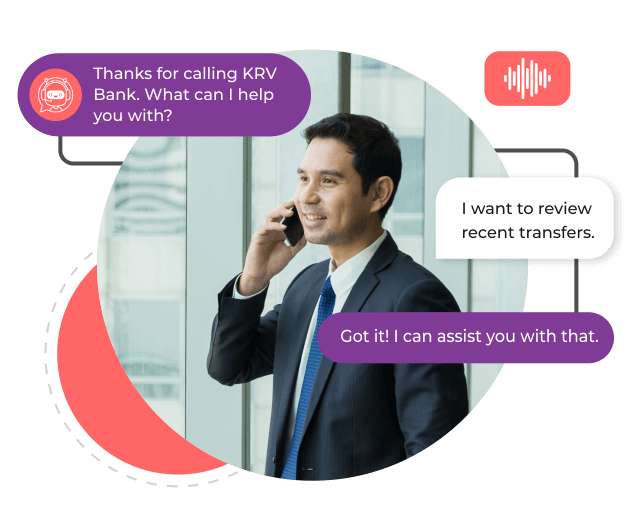 Thanks for calling KRV
Bank. What can I help
you with?
I want to review
recent transfers.
Got it! I can assist you with that.